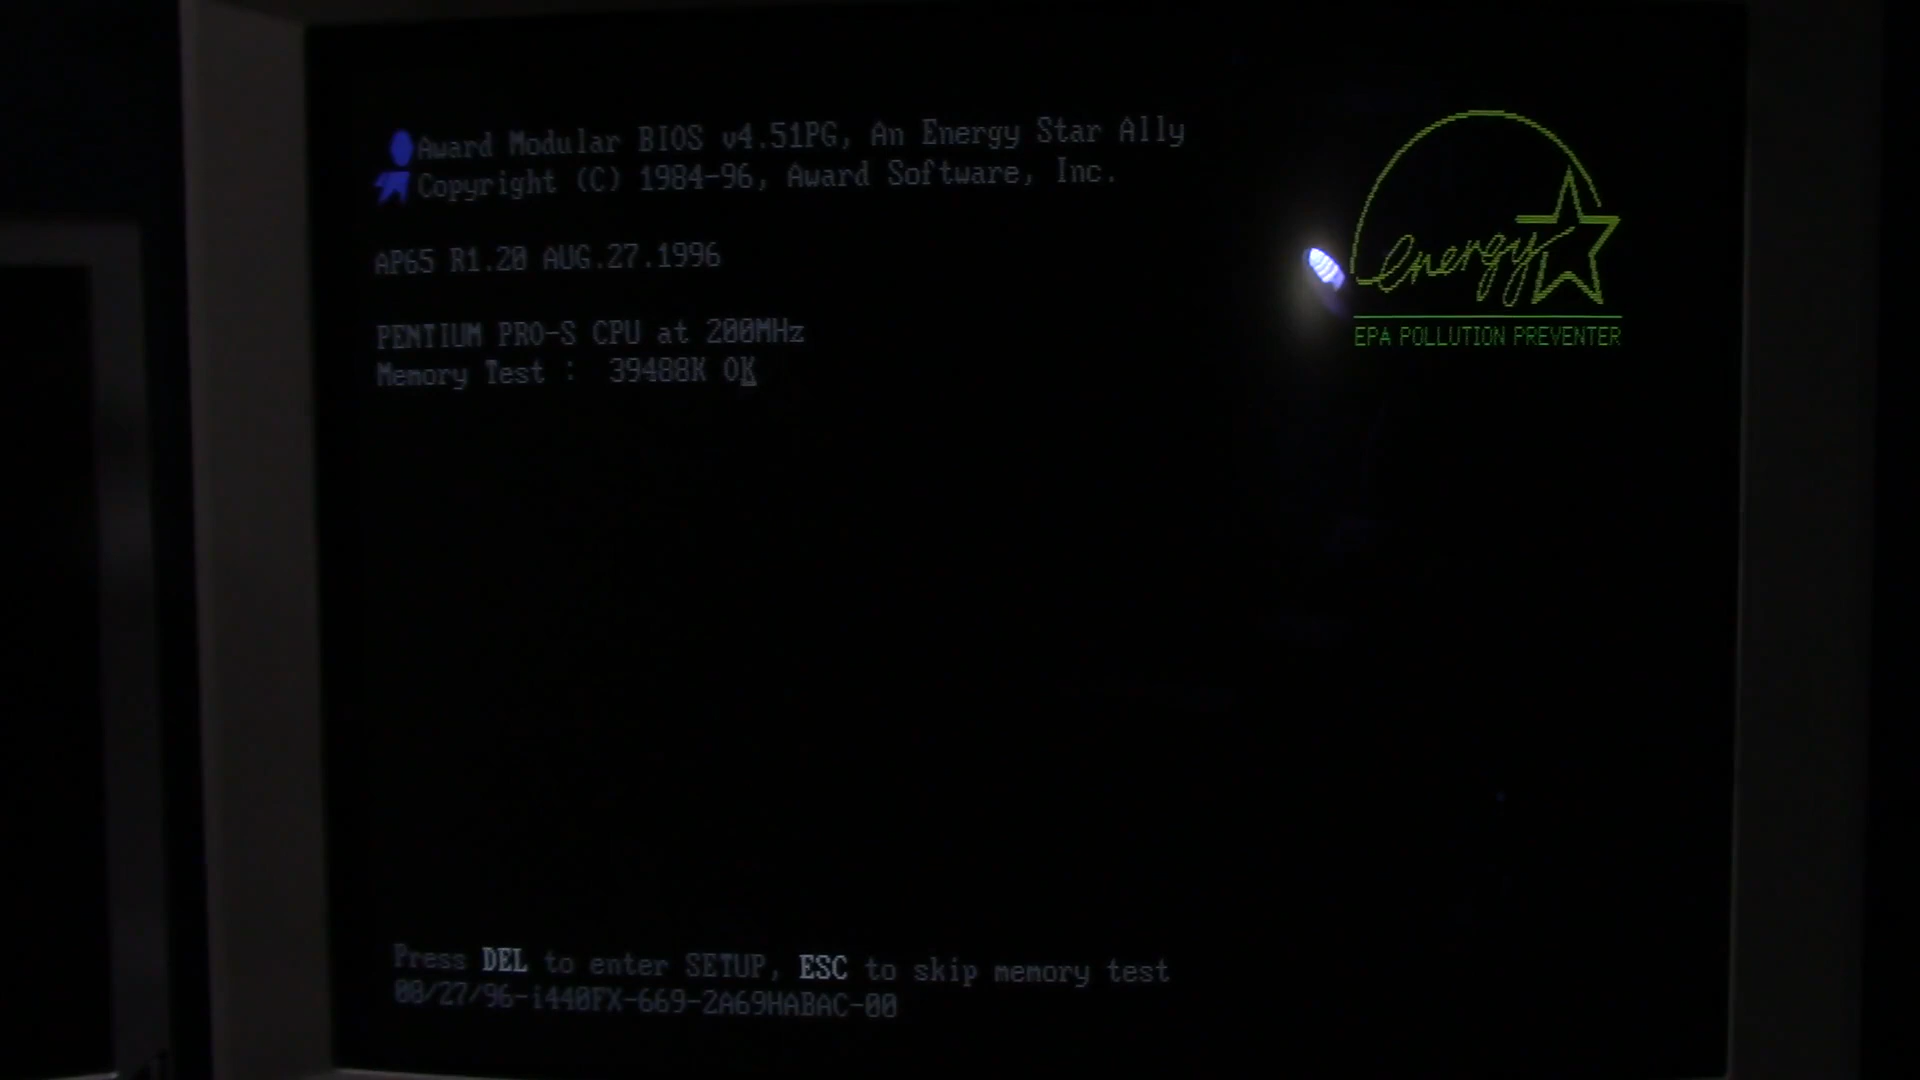 Award Modular BIOS v4.51PG, An Energy Star Ally
Copyright (C) 1984-96, Award Software, Inc.
energy
EPA POLLUTION PREVENTER
AP65 R1.20 AUG.27.1996
PENTIUM PRO-S CPU at 200MHz
Memory Test :  39488K OK
Press DEL to enter SETUP, ESC to skip memory test
08/27/96-i440FX-669-2A69HABAC-00